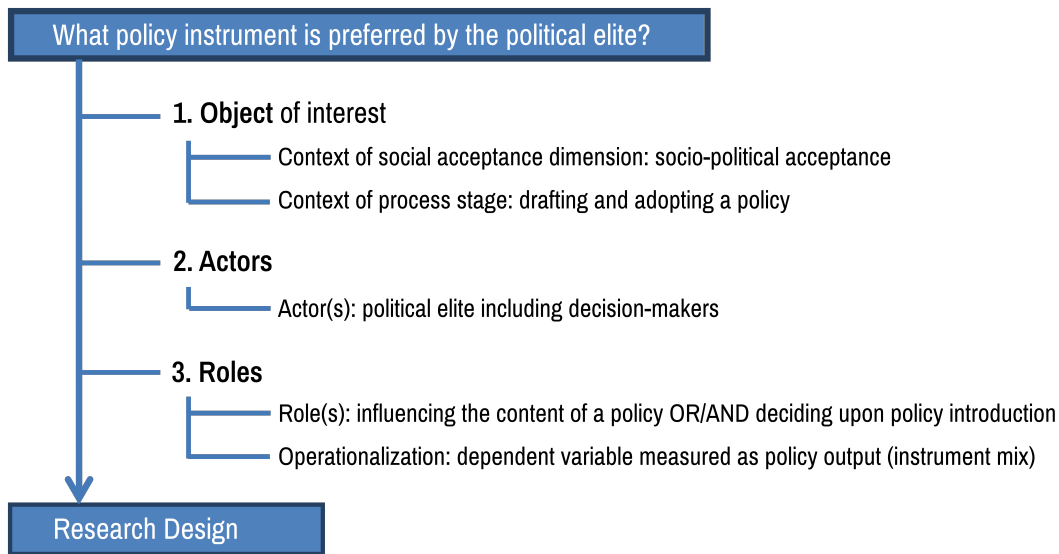 What policy instrument is preferred by the political elite?
1. Object of interest
Context of social acceptance dimension: socio-political acceptance
Context of process stage: drafting and adopting a policy
2. Actors
Actor(s): political elite including decision-makers
3. Roles
Role(s): influencing the content of a policy OR/AND deciding upon policy introduction
Operationalization: dependent variable measured as policy output (instrument mix)
Research Design